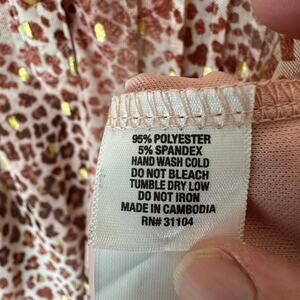 95% POLYESTER
5% SPANDEX
HAND WASH COLD
DO NOT BLEACH
TUMBLE DRY LOW
DO NOT IRON
MADE IN CAMBODIA
RN# 31104